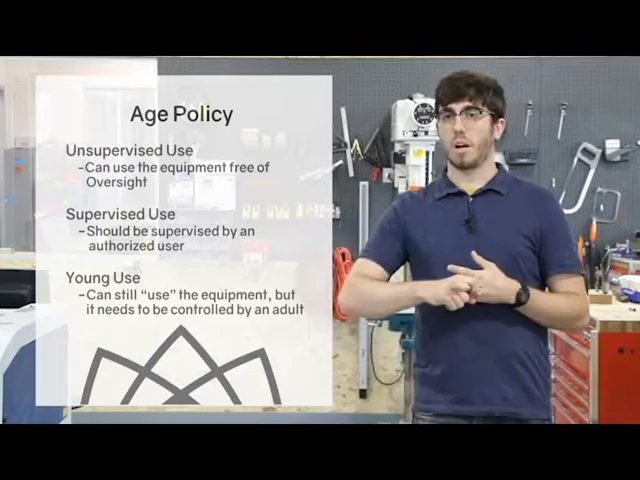 Age Policy
Unsupervised Use
-Can use the equipment free of
Oversight
Supervised Use
-Should be supervised by an
authorized user
Young Use
-Can still “use” the equipment, but
it needs to be controlled by an adult